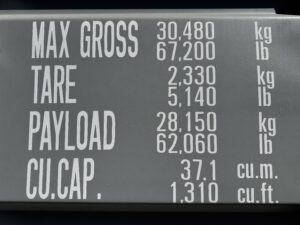 MAX GROSS 30,480 kg
67,200 lb
TARE 2,330 kg
5,140 lb
PAYLOAD 28,150 kg
62,060 lb
CU.CAP. 37.1 cu.m.
1,310 cu.ft.